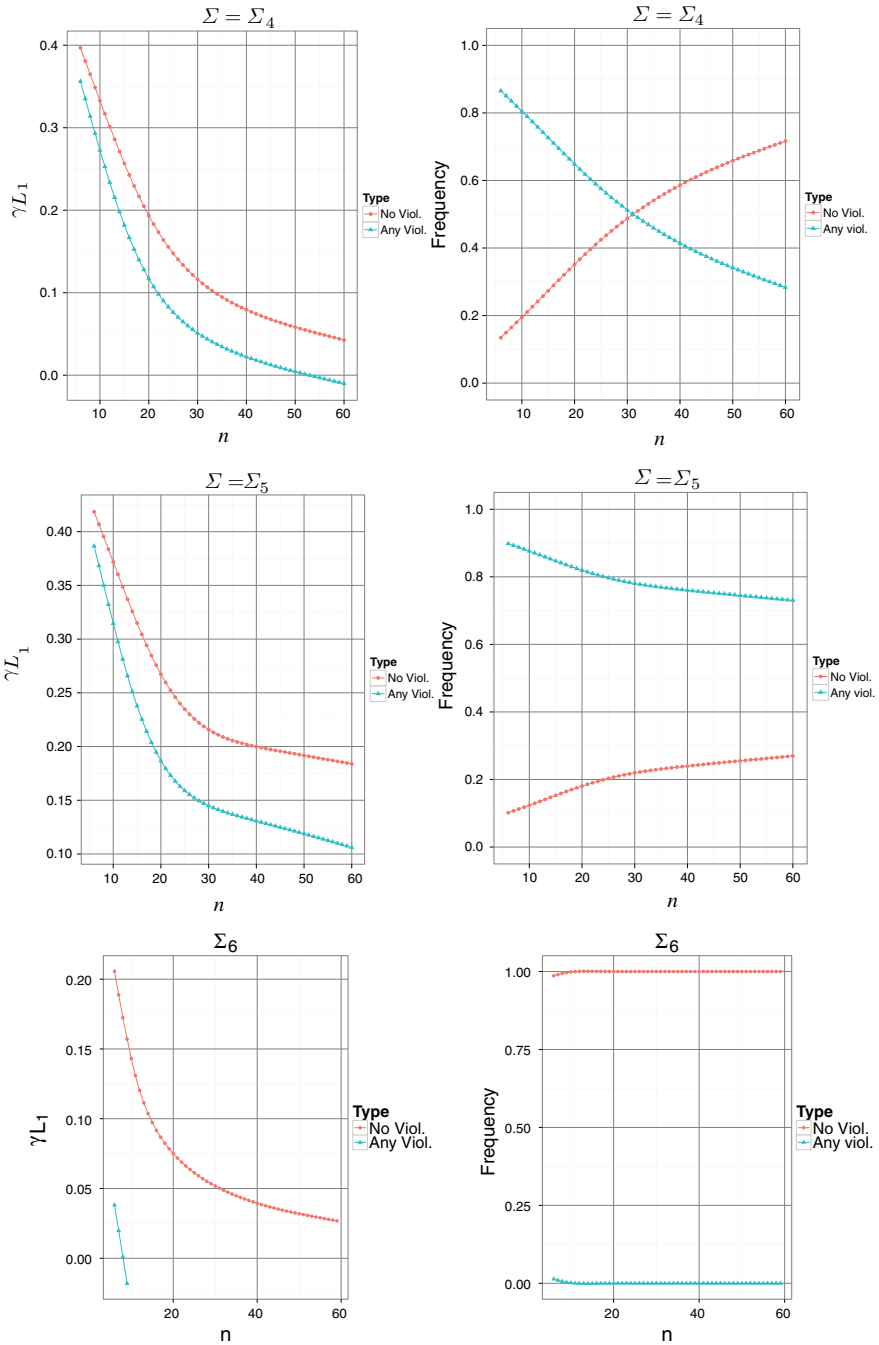 Σ = Σ4
0.4
0.3
0.2
0.1
0.0
γL1
10 20 30 40 50 60
n
Type
No Viol.
Any viol.
Σ = Σ4
1.0
0.8
0.6
0.4
0.2
0.0
Frequency
10 20 30 40 50 60
n
Type
No Viol.
Any viol.
Σ =Σ5
0.40
0.35
0.30
0.25
0.20
0.15
0.10
γL1
10 20 30 40 50 60
n
Type
No Viol.
Any Viol.
Σ =Σ5
1.0
0.8
0.6
0.4
0.2
0.0
Frequency
10 20 30 40 50 60
n
Type
No Viol.
Any viol.
Σ6
0.20
0.15
0.10
0.05
0.00
γL1
20 40 60
n
Type
No Viol.
Any Viol.
Σ6
1.00
0.75
0.50
0.25
0.00
Frequency
10 20 30 40 50 60
n
Type
No Viol.
Any viol.